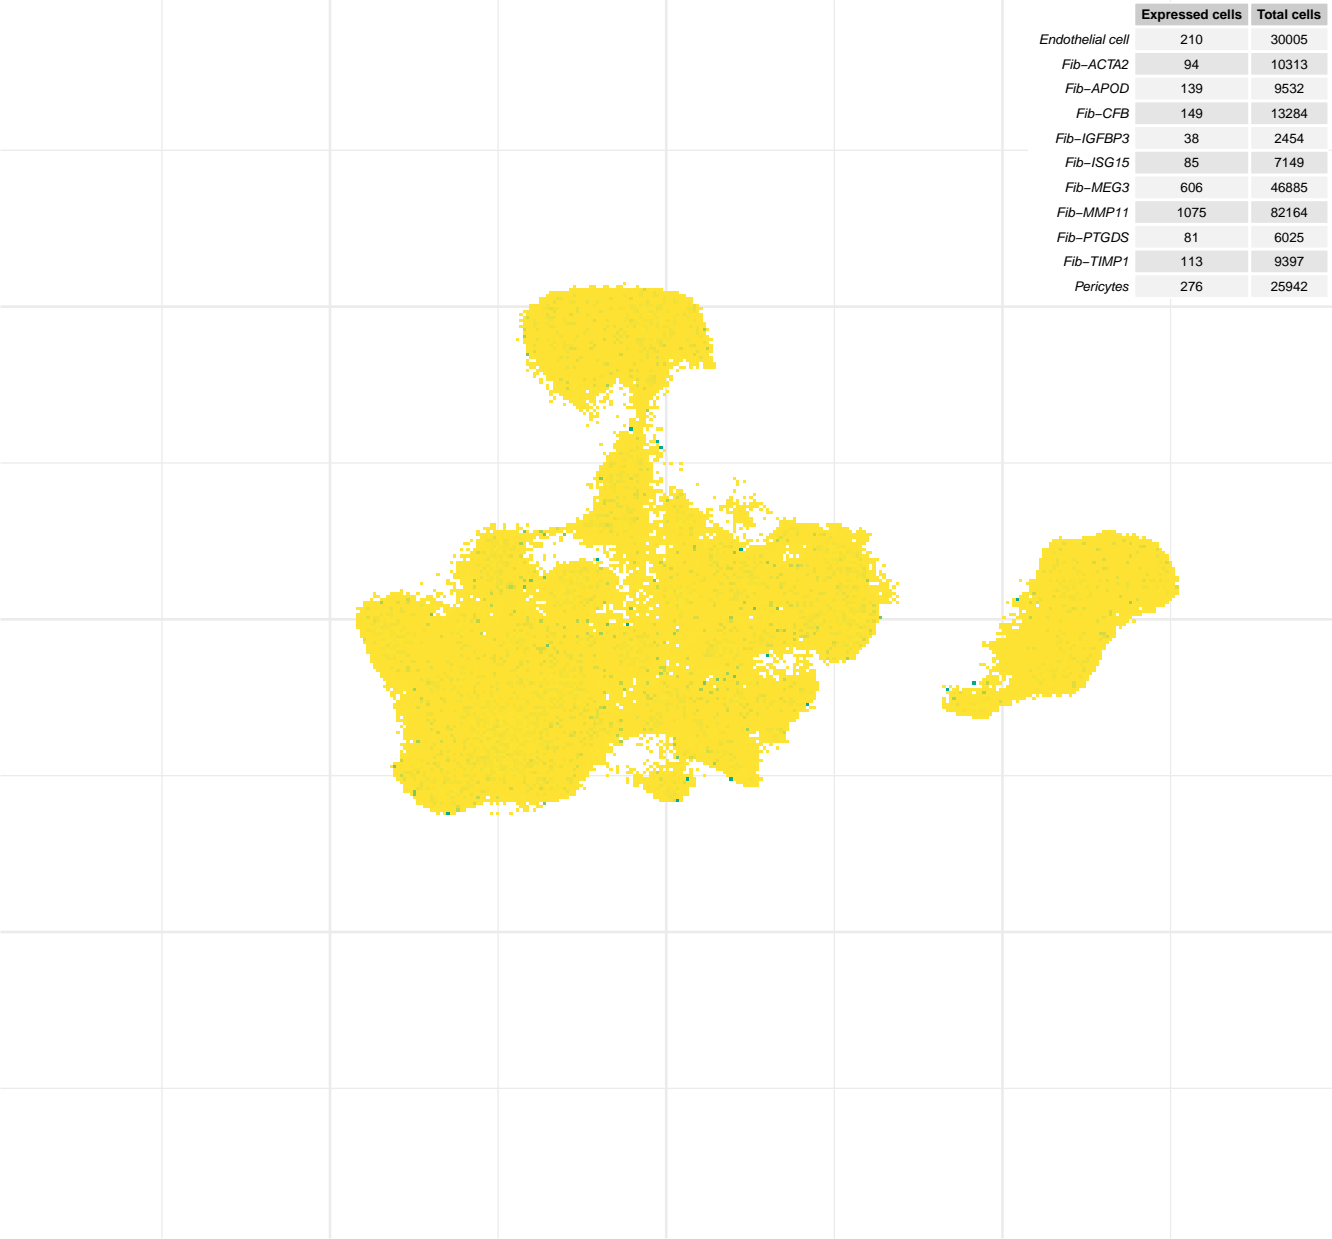 Expressed cells Total cells
Endothelial cell 210 30005
Fib−ACTA2 94 10313
Fib−APOD 139 9532
Fib−CFB 149 13284
Fib−IGFBP3 38 2454
Fib−ISG15 85 7149
Fib−MEG3 606 46885
Fib−MMP11 1075 82164
Fib−PTGDS 81 6025
Fib−TIMP1 113 9397
Pericytes 276 25942